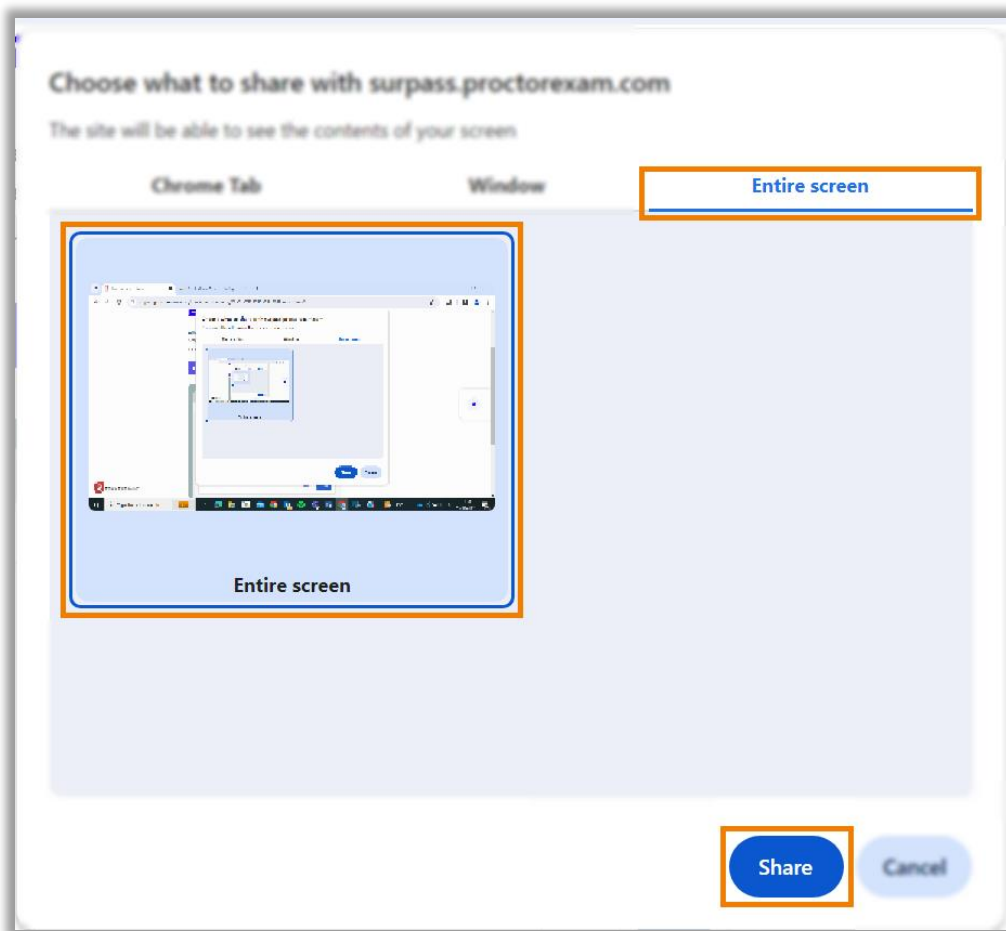 Choose what to share with surpass.proctorexam.com
The site will be able to see the contents of your screen
Chrome Tab Window Entire screen
Entire screen
Share Cancel